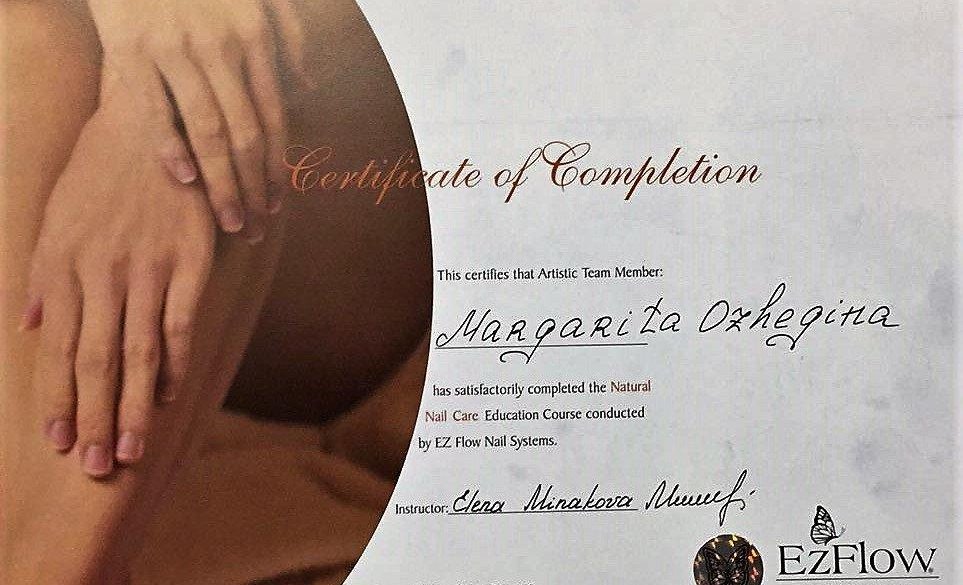 Certificate of Completion
This certifies that Artistic Team Member:
Margarita Ozhegina
has satisfactorily completed the Natural
Nail Care Education Course conducted
by EZ Flow Nail Systems.
Instructor: Elena Minakova
EzFlow®